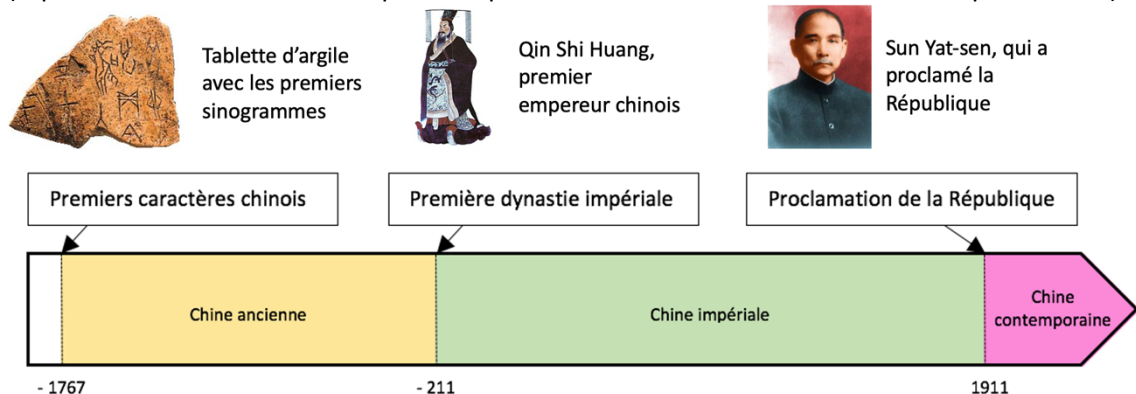 Tablette d’argile
avec les premiers
sinogrammes
Qin Shi Huang,
premier
empereur chinois
Sun Yat-sen, qui a
proclamé la
République
Premiers caractères chinois
Première dynastie impériale
Proclamation de la République
Chine ancienne
Chine impériale
Chine
contemporaine
- 1767
- 211
1911